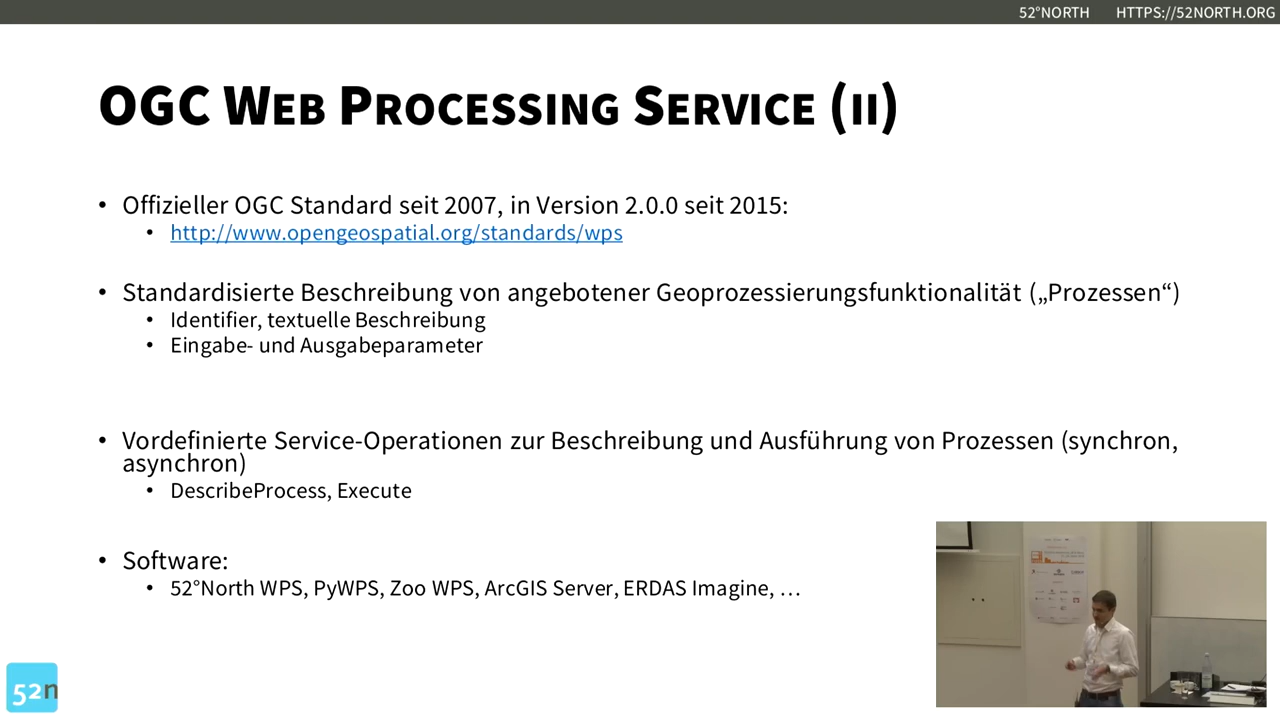 52°NORTH HTTPS://52NORTH.ORG
OGC WEB PROCESSING SERVICE (II)
• Offizieller OGC Standard seit 2007, in Version 2.0.0 seit 2015:
• http://www.opengeospatial.org/standards/wps
• Standardisierte Beschreibung von angebotener Geoprozessierungsfunktionalität („Prozessen“)
• Identifier, textuelle Beschreibung
• Eingabe- und Ausgabeparameter
• Vordefinierte Service-Operationen zur Beschreibung und Ausführung von Prozessen (synchron,
asynchron)
• DescribeProcess, Execute
• Software:
• 52°North WPS, PyWPS, Zoo WPS, ArcGIS Server, ERDAS Imagine, …
52n